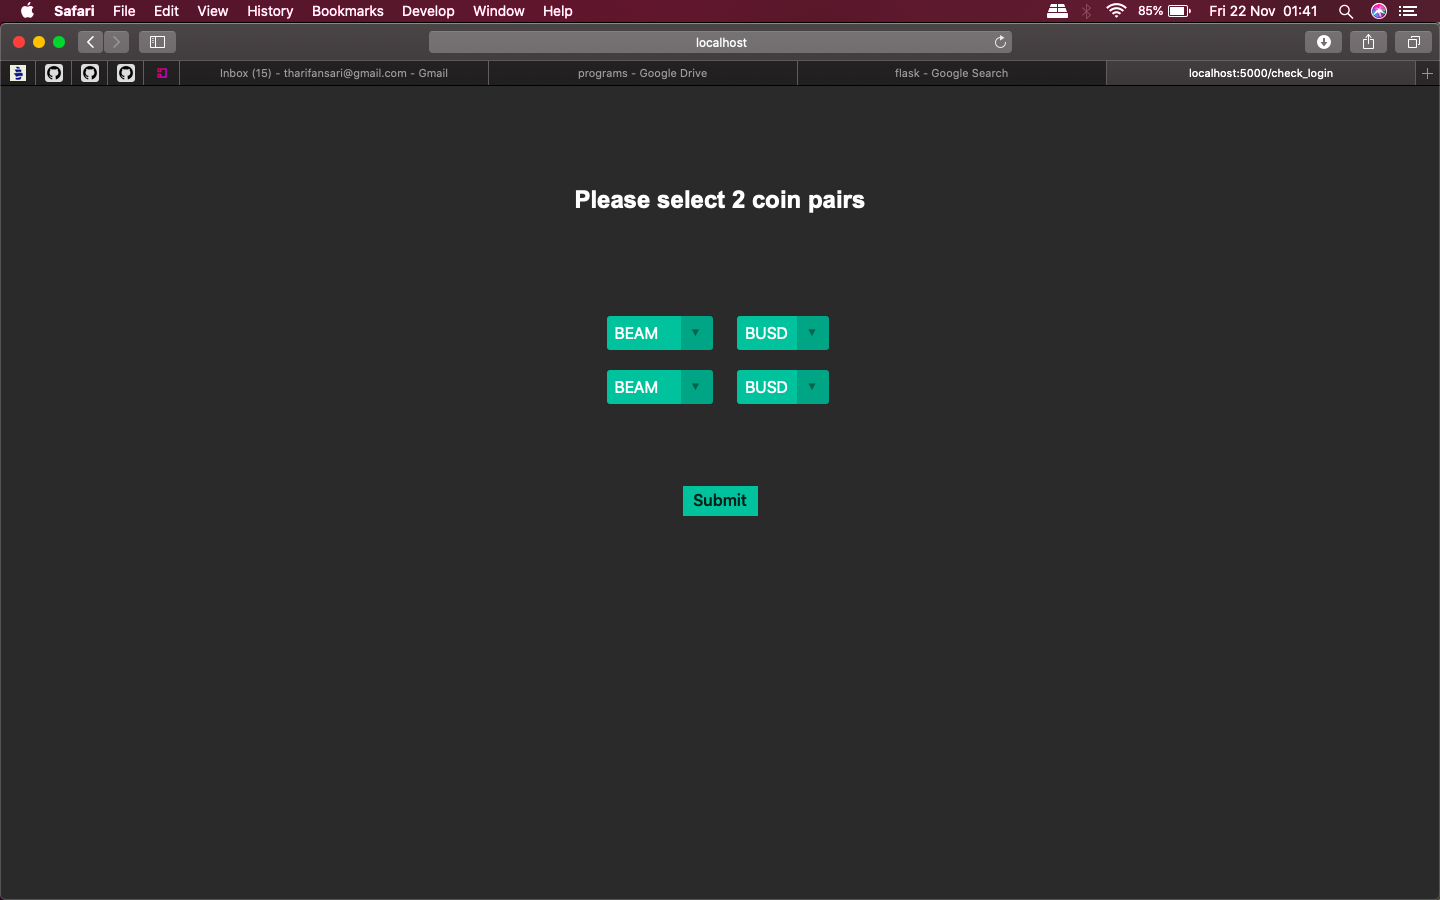 Safari File Edit View History Bookmarks Develop Window Help 85% Fri 22 Nov 01:41
localhost
Inbox (15) - tharifansari@gmail.com - Gmail programs - Google Drive flask - Google Search localhost:5000/check_login
Please select 2 coin pairs
BEAM BUSD
BEAM BUSD
Submit